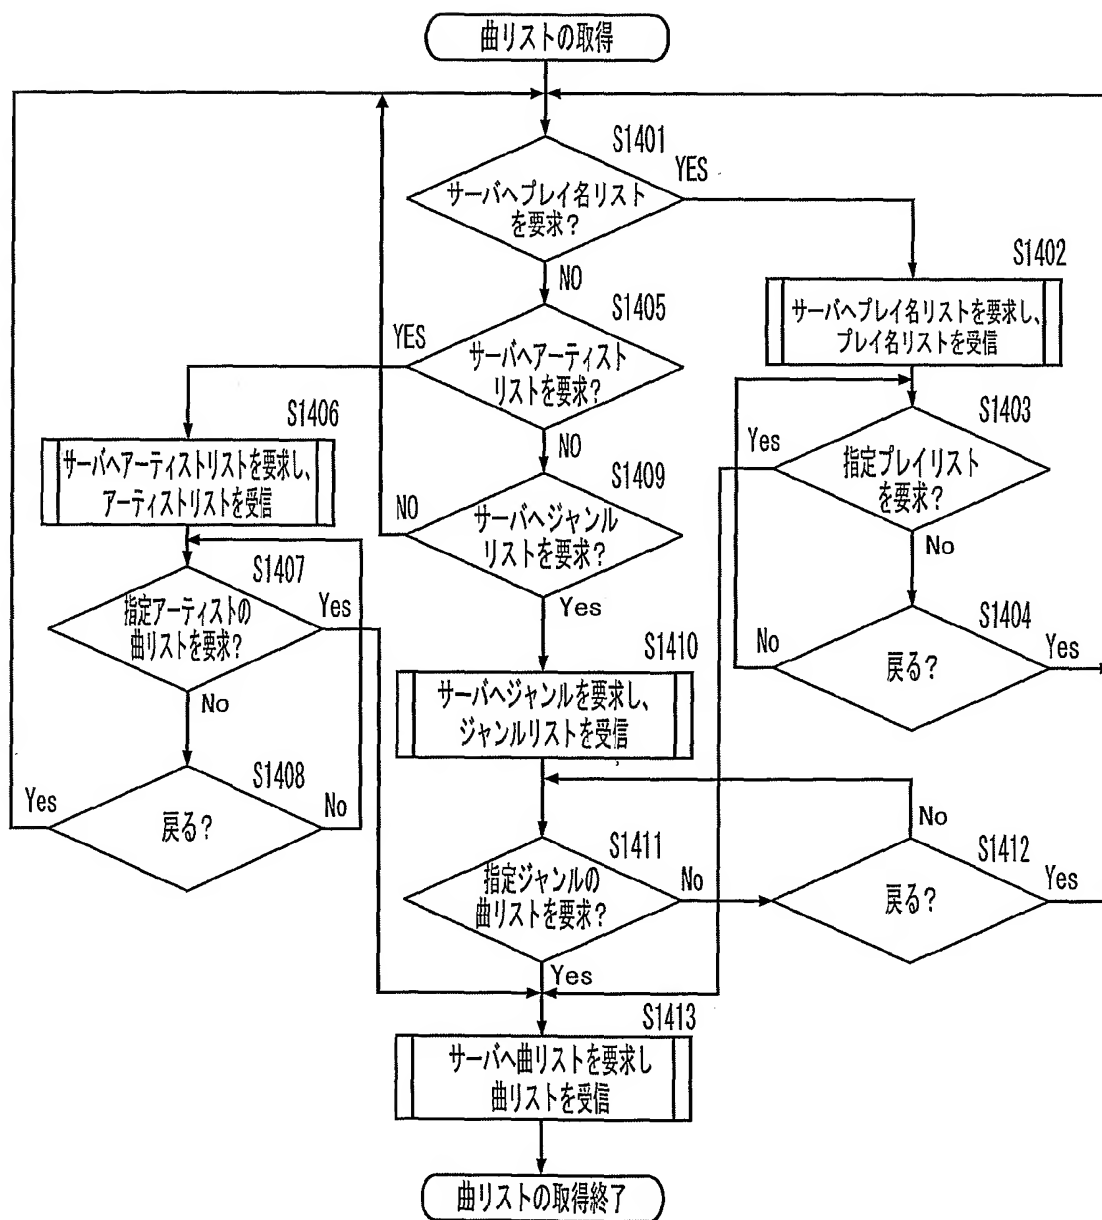 曲リストの取得
S1401
サーバへプレイ名リスト
を要求?
YES
NO
S1402
サーバへプレイ名リストを要求し、
プレイ名リストを受信
S1403
指定プレイリスト
を要求?
Yes
No
S1404
戻る?
No
Yes
S1405
サーバへアーティスト
リストを要求?
YES
NO
S1406
サーバへアーティストリストを要求し、
アーティストリストを受信
S1407
指定アーティストの
曲リストを要求?
Yes
No
S1408
戻る?
Yes
No
S1409
サーバへジャンル
リストを要求?
NO
Yes
S1410
サーバへジャンルを要求し、
ジャンルリストを受信
S1411
指定ジャンルの
曲リストを要求?
No
Yes
S1412
戻る?
No
Yes
S1413
サーバへ曲リストを要求し
曲リストを受信
曲リストの取得終了